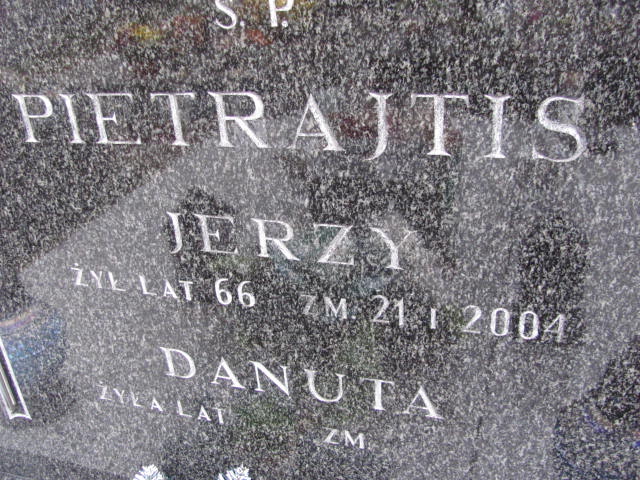 Ś. P.
PIETRAJTIS
JERZY
ŻYŁ LAT 66 ZM. 21 I 2004
DANUTA
ŻYŁA LAT ZM